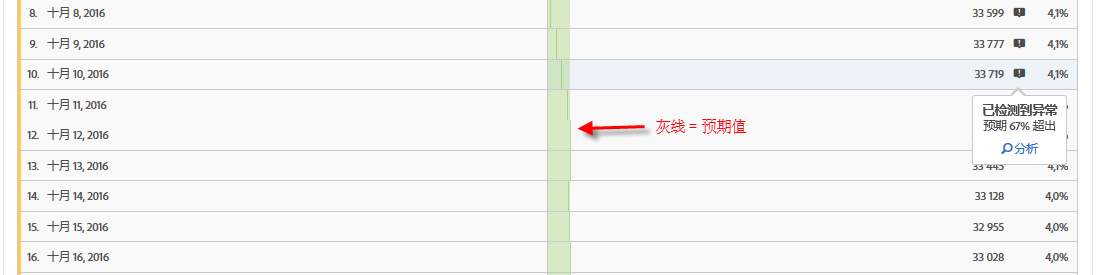 8. 十月 8, 2016 33 599 4,1%
9. 十月 9, 2016 33 777 4,1%
10. 十月 10, 2016 33 719 4,1%
11. 十月 11, 2016
已检测到异常
预期 67% 超出
分析
12. 十月 12, 2016
灰线 = 预期值
13. 十月 13, 2016 33 445 4,1%
14. 十月 14, 2016 33 128 4,0%
15. 十月 15, 2016 32 955 4,0%
16. 十月 16, 2016 33 028 4,0%